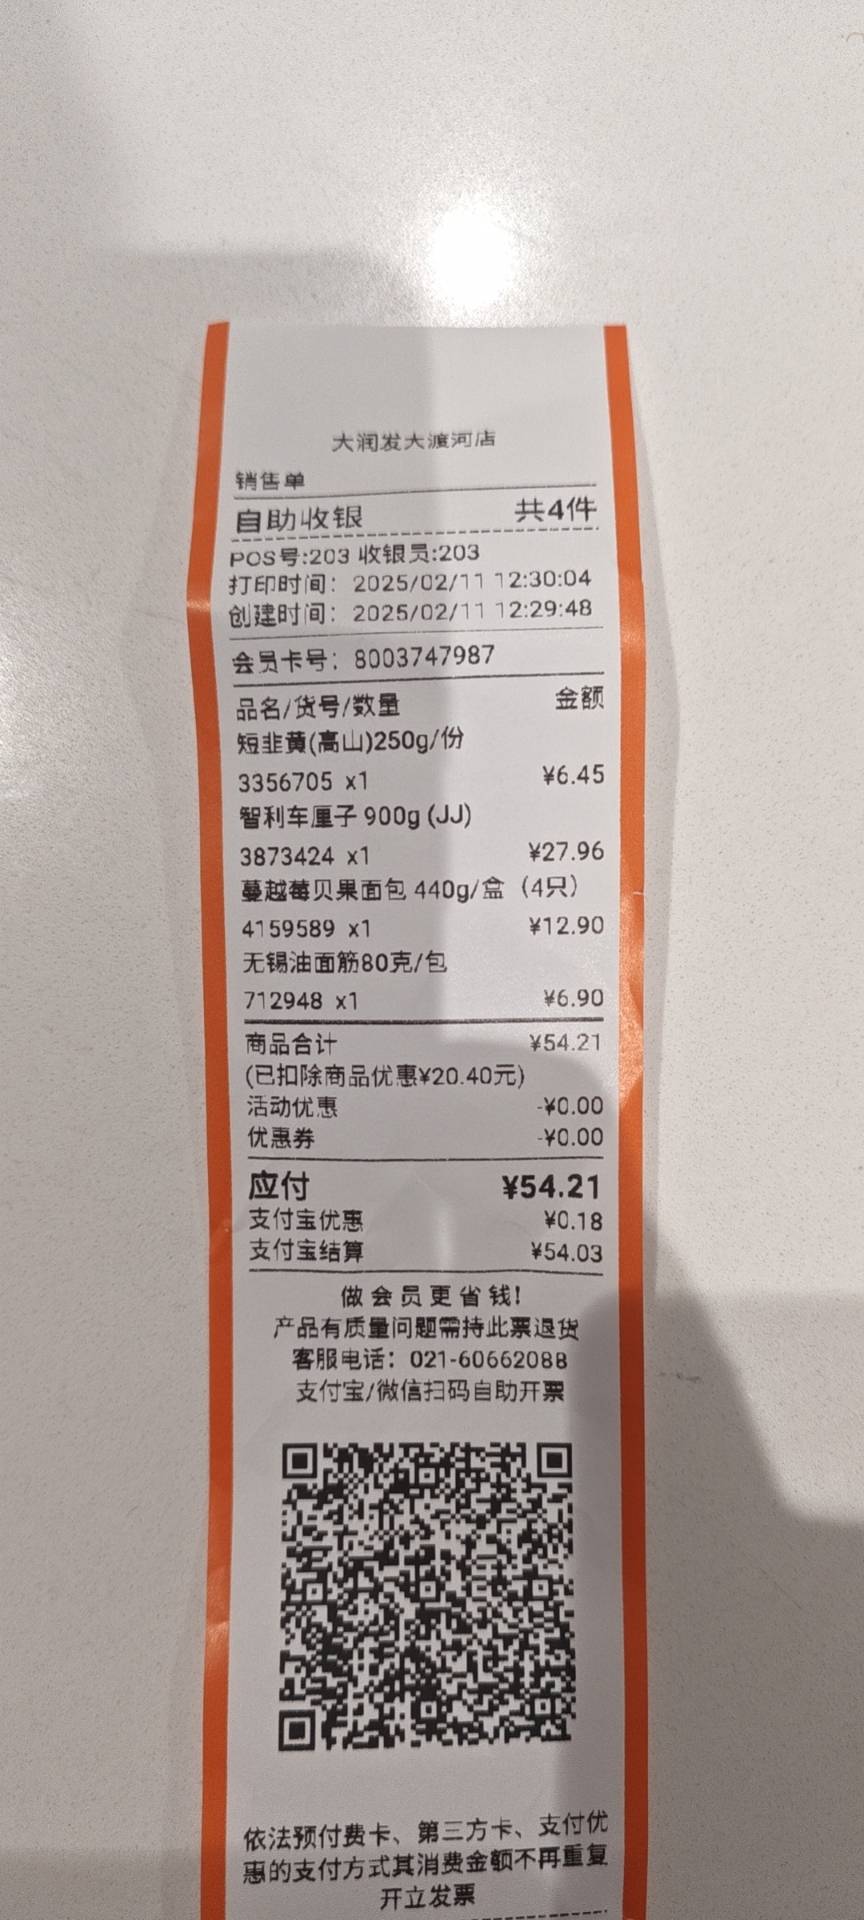 大润发大渡河店
销售单
自助收银 共4件
POS号:203 收银员:203
打印时间: 2025/02/11 12:30:04
创建时间: 2025/02/11 12:29:48
会员卡号: 8003747987
品名/货号/数量 金额
短韭黄(高山)250g/份
3356705 x1 ¥6.45
智利车厘子 900g (JJ)
3873424 x1 ¥27.96
蔓越莓贝果面包 440g/盒（4只）
4159589 x1 ¥12.90
无锡油面筋80克/包
712948 x1 ¥6.90
商品合计 ¥54.21
(已扣除商品优惠¥20.40元)
活动优惠 -¥0.00
优惠券 -¥0.00
应付 ¥54.21
支付宝优惠 ¥0.18
支付宝结算 ¥54.03
做会员更省钱!
产品有质量问题需持此票退货
客服电话: 021-60662088
支付宝/微信扫码自助开票
依法预付费卡、第三方卡、支付优
惠的支付方式其消费金额不再重复
开立发票